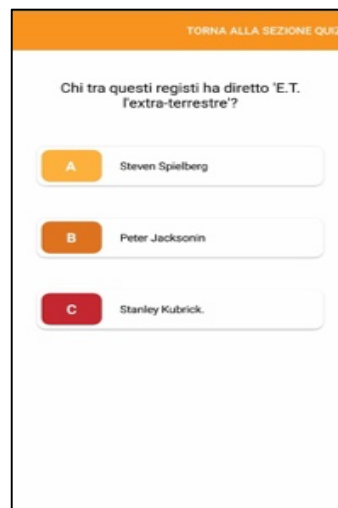 TORNA ALLA SEZIONE QUIZ
Chi tra questi registi ha diretto 'E.T.
l'extra-terrestre'?
A
Steven Spielberg
B
Peter Jacksonin
C
Stanley Kubrick.